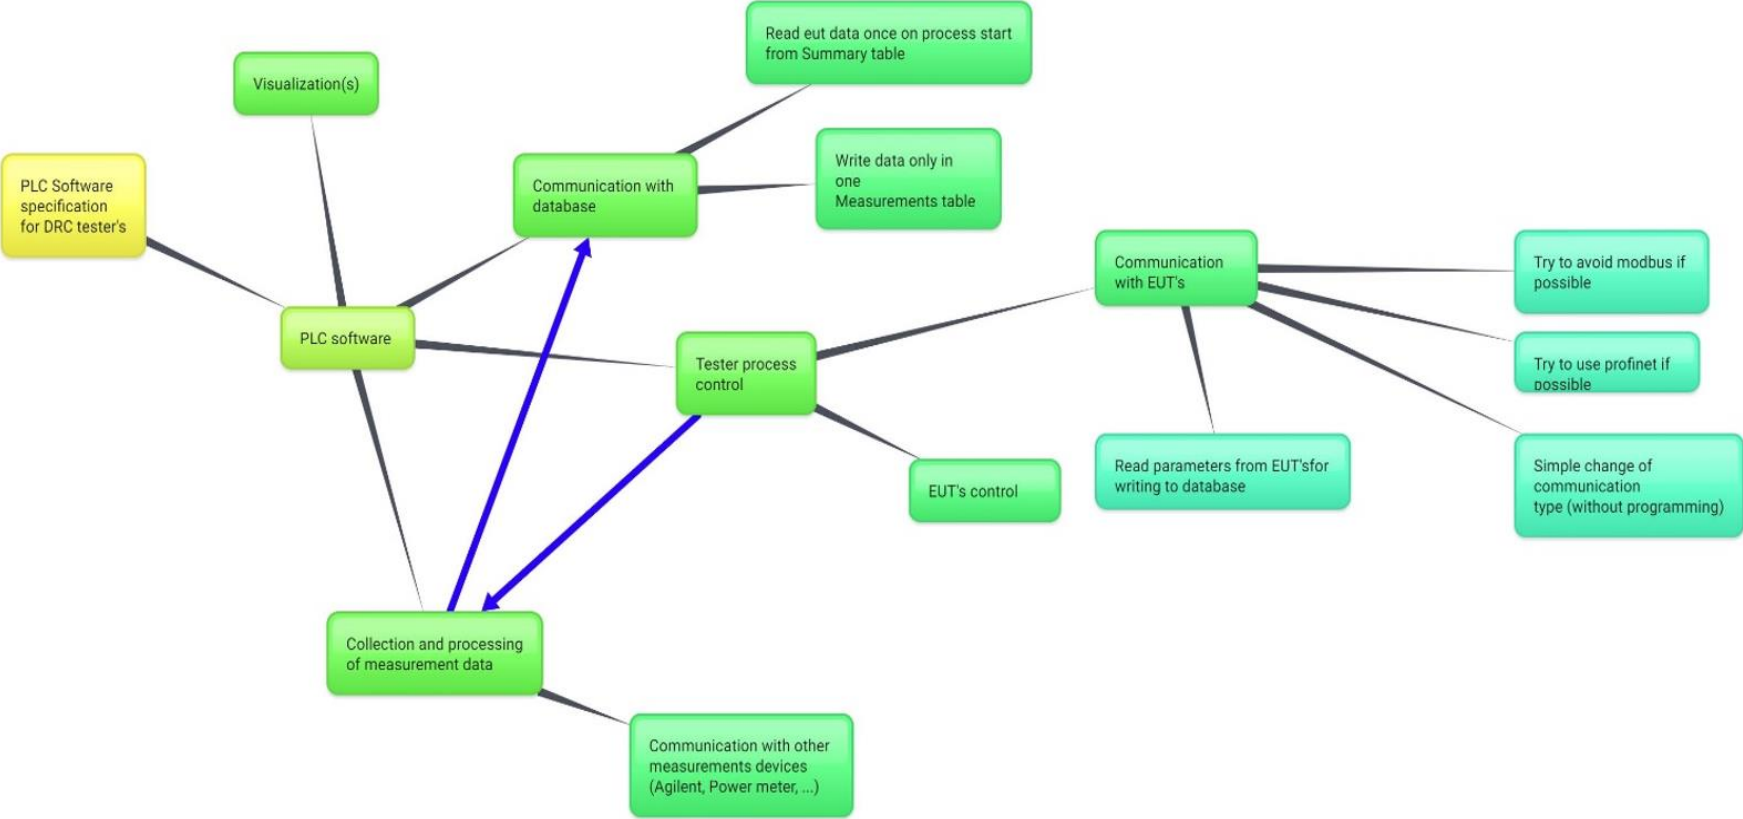 Read eut data once on process start
from Summary table
Visualization(s)
Write data only in
one
Measurements table
PLC Software
specification
for DRC tester's
Communication with
database
Communication
with EUT's
Try to avoid modbus if
possible
PLC software
Tester process
control
Try to use profinet if
possible
Read parameters from EUT'sfor
writing to database
Simple change of
communication
type (without programming)
EUT's control
Collection and processing
of measurement data
Communication with other
measurements devices
(Agilent, Power meter, ...)